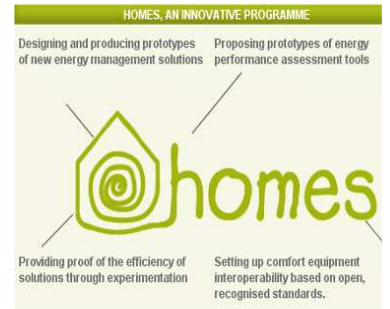 HOMES, AN INNOVATIVE PROGRAMME
Designing and producing prototypes
of new energy management solutions
Proposing prototypes of energy
performance assessment tools
homes
Providing proof of the efficiency of
solutions through experimentation
Setting up comfort equipment
interoperability based on open,
recognised standards.